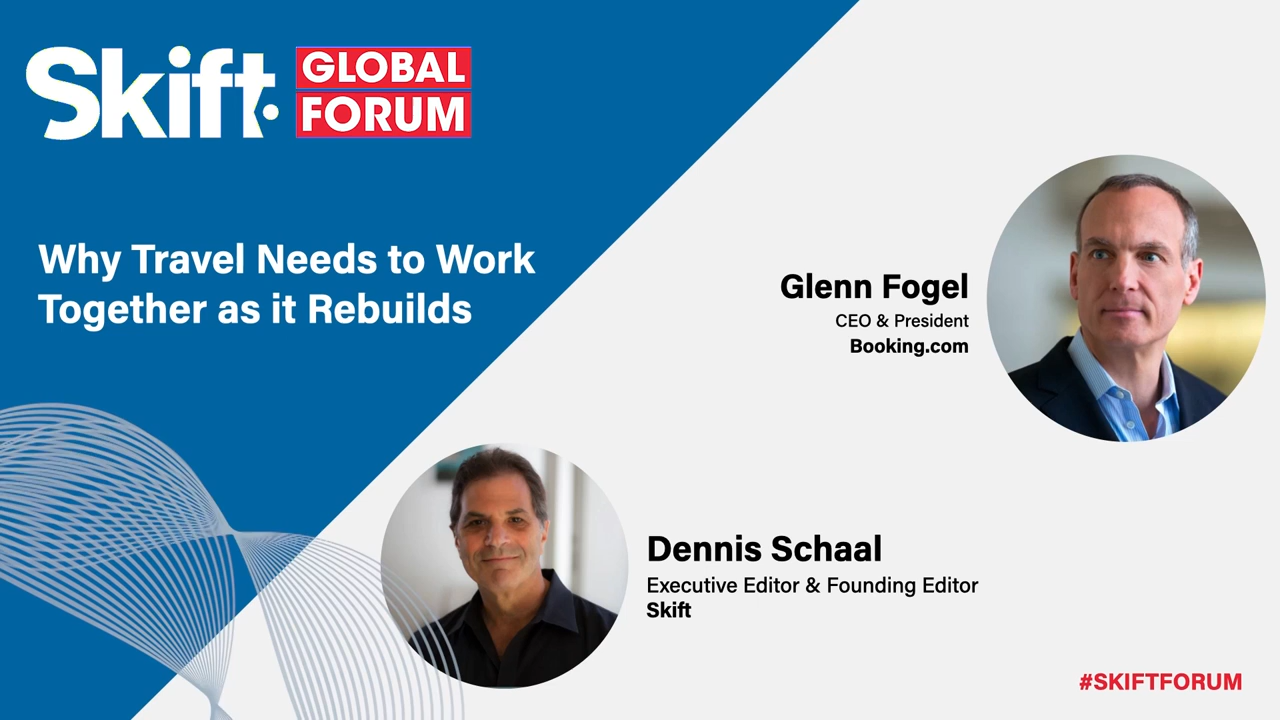 Skift.
GLOBAL
FORUM
Why Travel Needs to Work
Together as it Rebuilds
Glenn Fogel
CEO & President
Booking.com
Dennis Schaal
Executive Editor & Founding Editor
Skift
#SKIFTFORUM